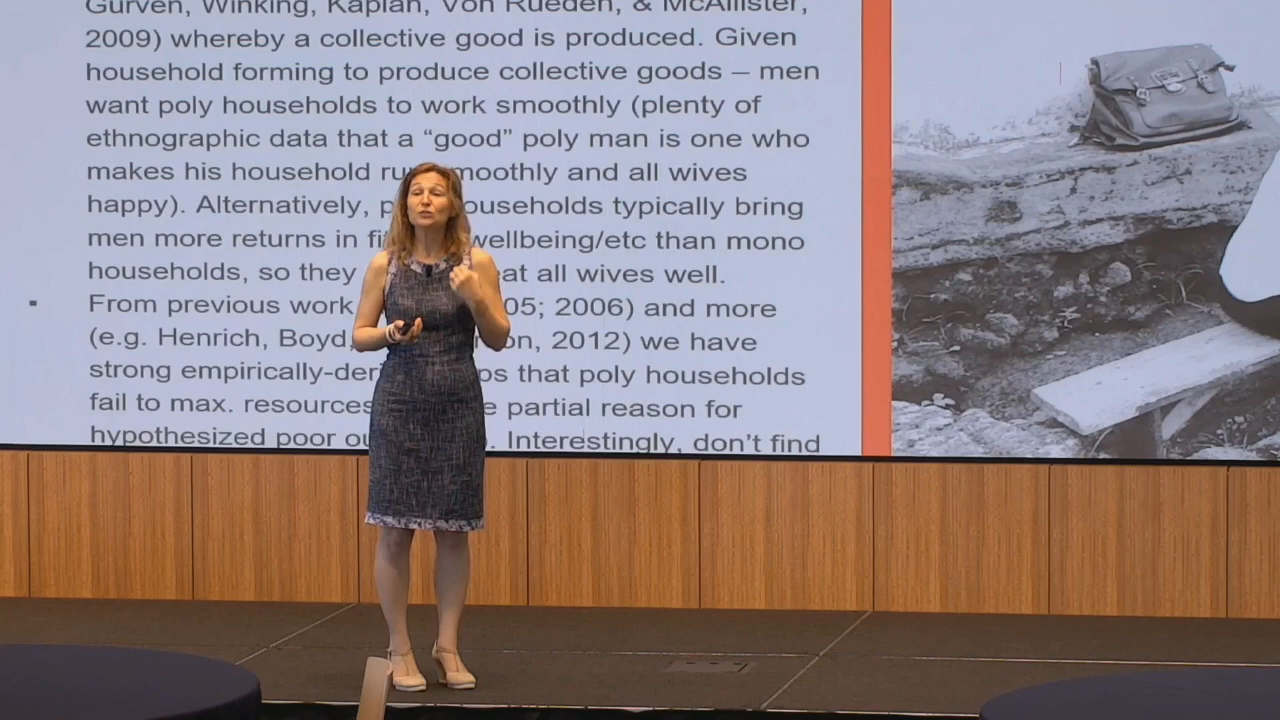 Gurven, Winking, Kaplan, Von Rueden, & McAllister,
2009) whereby a collective good is produced. Given
household forming to produce collective goods – men
want poly households to work smoothly (plenty of
ethnographic data that a “good” poly man is one who
makes his household smoothly and all wives
happy). Alternatively, households typically bring
men more returns in wellbeing/etc than mono
households, so they all wives well.
▪ From previous work 2006) and more
(e.g. Henrich, Boyd, 2012) we have
strong that poly households
fail to max. resources partial reason for
hypothesized poor Interestingly, don’t find